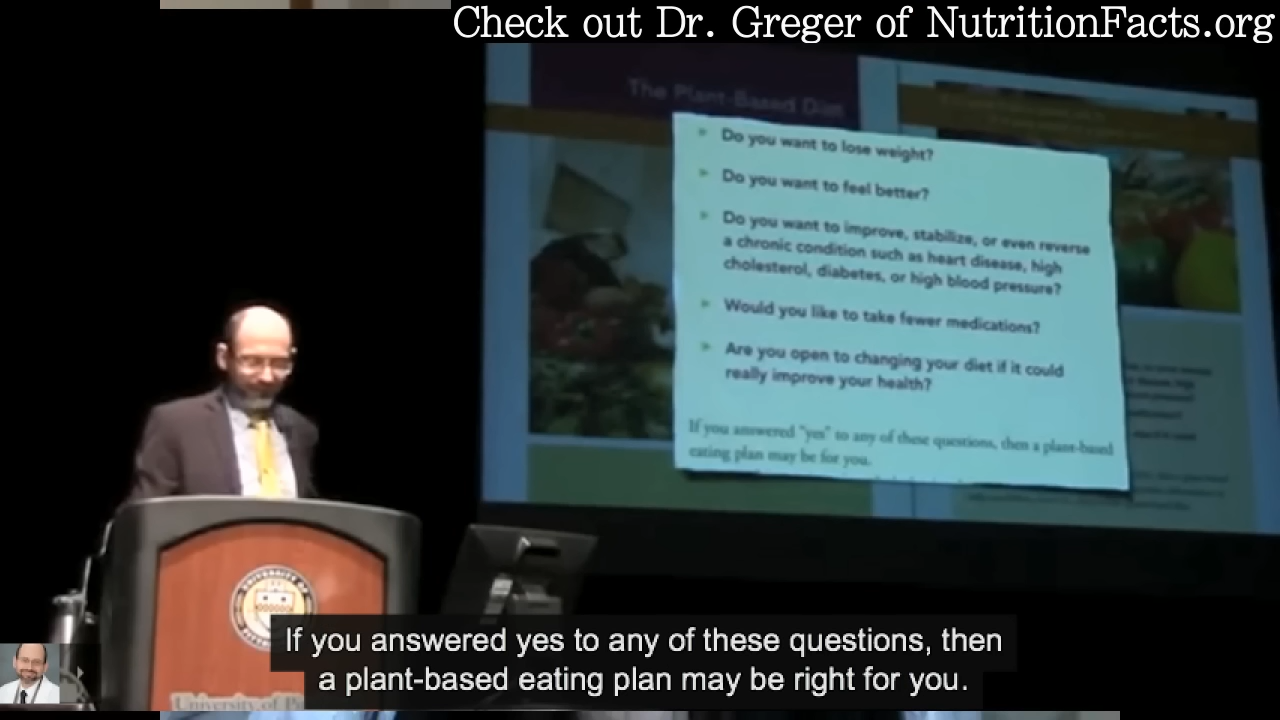 Check out Dr. Greger of NutritionFacts.org
The Plant-Based Diet
Do you want to lose weight?
Do you want to feel better?
Do you want to improve, stabilize, or even reverse
a chronic condition such as heart disease, high
cholesterol, diabetes, or high blood pressure?
Would you like to take fewer medications?
Are you open to changing your diet if it could
really improve your health?
If you answered "yes" to any of these questions, then a plant-based
eating plan may be for you.
UNIVERSITY OF
University of
If you answered yes to any of these questions, then
a plant-based eating plan may be right for you.